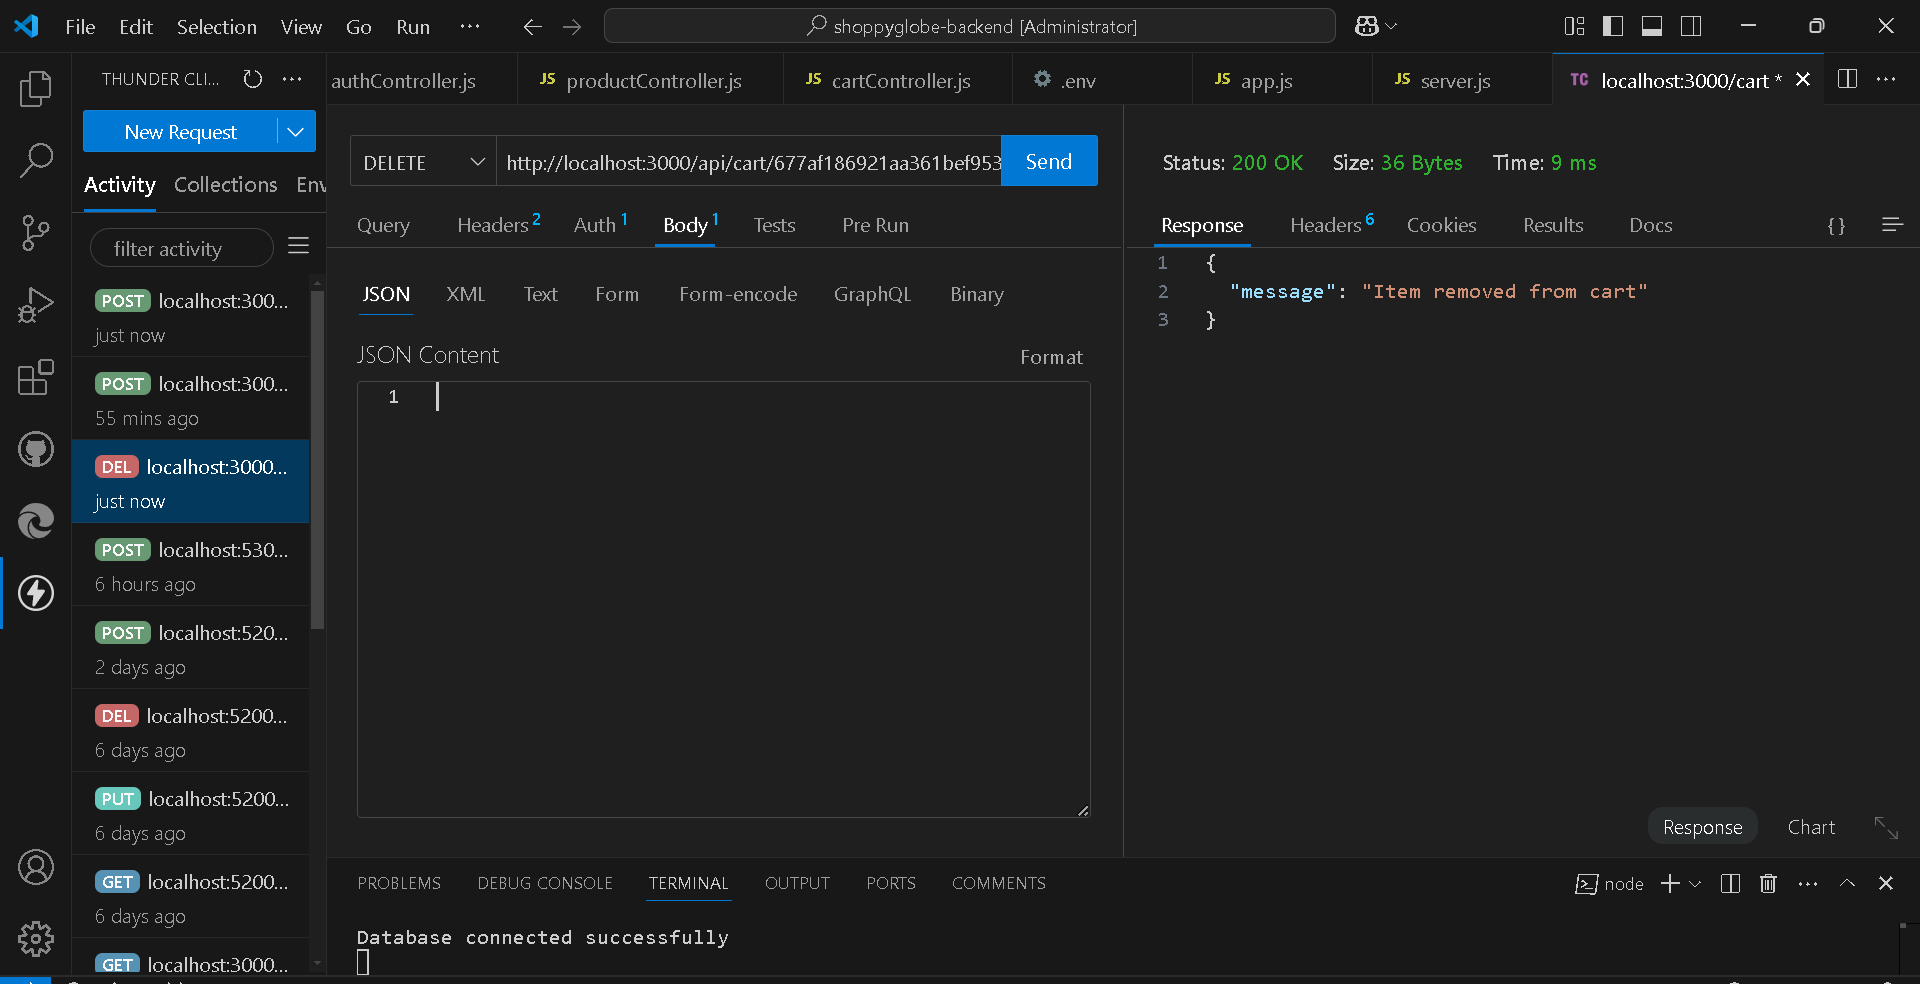 File Edit Selection View Go Run ··· shoppyglobe-backend [Administrator]
THUNDER CLI... ···
authController.js JS productController.js JS cartController.js .env JS app.js JS server.js TC localhost:3000/cart * ···
New Request
Activity Collections Env
filter activity
POST localhost:300...
just now
POST localhost:300...
55 mins ago
DEL localhost:3000...
just now
POST localhost:530...
6 hours ago
POST localhost:520...
2 days ago
DEL localhost:5200...
6 days ago
PUT localhost:5200...
6 days ago
GET localhost:5200...
6 days ago
GET localhost:3000...
DELETE http://localhost:3000/api/cart/677af186921aa361bef953 Send
Query Headers 2 Auth 1 Body 1 Tests Pre Run
JSON XML Text Form Form-encode GraphQL Binary
JSON Content Format
1
Status: 200 OK Size: 36 Bytes Time: 9 ms
Response Headers 6 Cookies Results Docs {}
1 {
2 "message": "Item removed from cart"
3 }
Response Chart
PROBLEMS DEBUG CONSOLE TERMINAL OUTPUT PORTS COMMENTS node ···
Database connected successfully